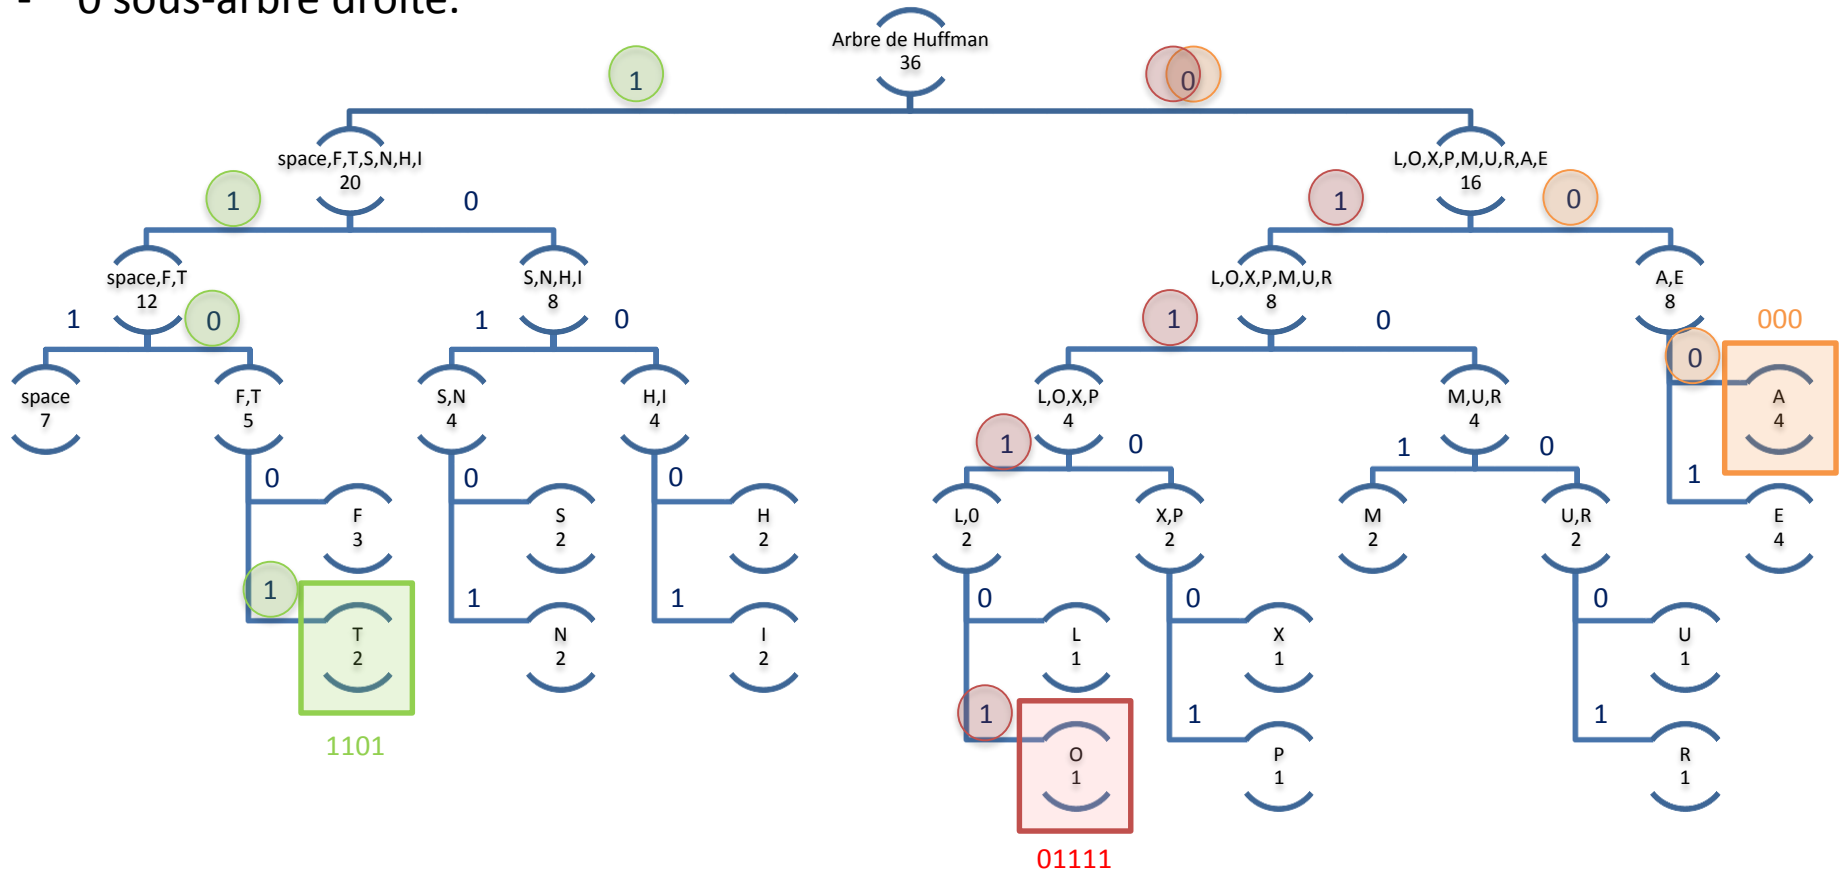 - 0 sous-arbre droite.
Arbre de Huffman
36
1
0
space,F,T,S,N,H,I
20
L,O,X,P,M,U,R,A,E
16
1
0
1
0
space,F,T
12
S,N,H,I
8
L,O,X,P,M,U,R
8
A,E
8
1
0
1
0
1
0
000
0
space
7
F,T
5
S,N
4
H,I
4
L,O,X,P
4
M,U,R
4
A
4
1
0
1
0
1
0
0
0
F
3
S
2
H
2
L,0
2
X,P
2
M
2
U,R
2
E
4
1
1
1
0
0
0
T
2
N
2
I
2
L
1
X
1
U
1
1
1
1
1101
O
1
P
1
R
1
01111